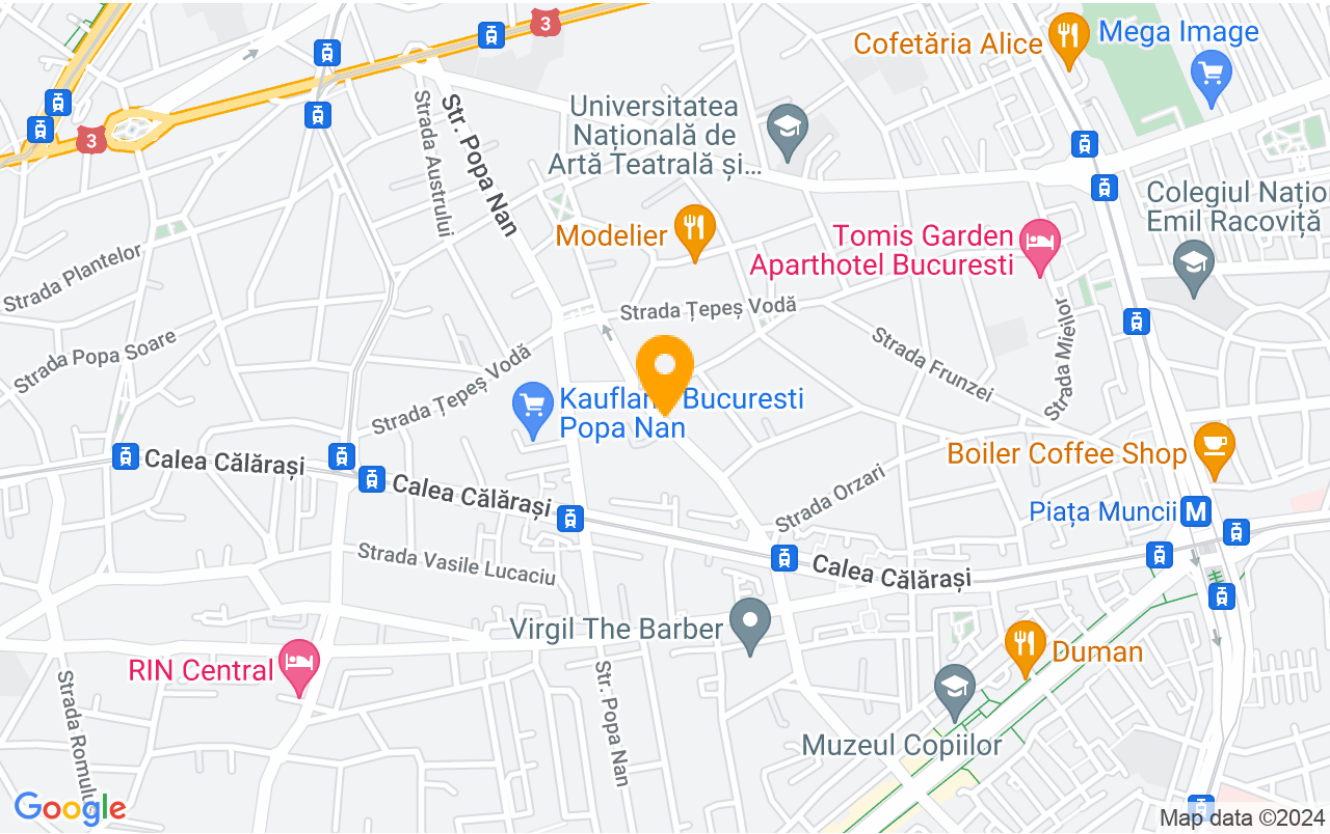 3
Cofetăria Alice
Mega Image
Universitatea
Națională de
Artă Teatrală și...
3
Strada Austrului
Str. Popa Nan
Colegiul Națio
Emil Racoviță
Modelier
Tomis Garden
Aparthotel Bucuresti
Strada Plantelor
Strada Țepeș Vodă
Strada Mieilor
Strada Popa Soare
Strada Frunzei
Strada Țepeș Vodă
Kaufland Bucuresti
Popa Nan
Calea Călărași
Boiler Coffee Shop
Calea Călărași
Strada Orzari
Piața Muncii
M
Strada Vasile Lucaciu
Calea Călărași
Virgil The Barber
RIN Central
Duman
Strada Romulus
Str. Popa Nan
Muzeul Copiilor
Google
Map data ©2024